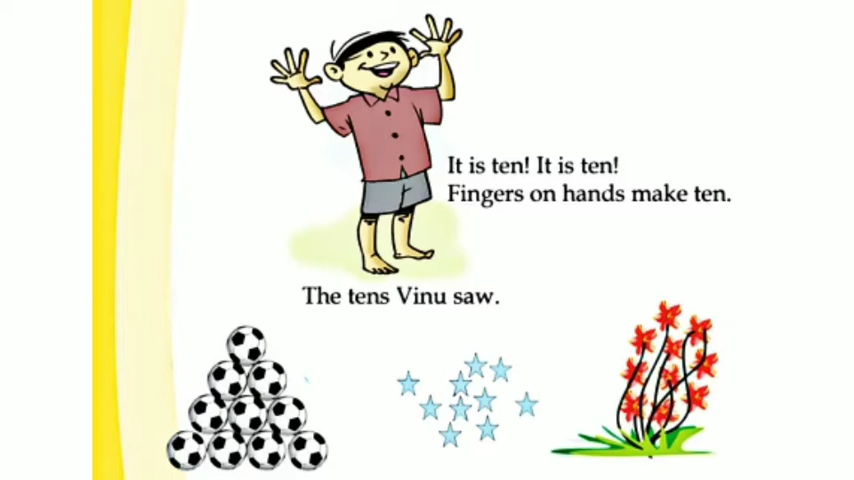 It is ten! It is ten!
Fingers on hands make ten.
The tens Vinu saw.